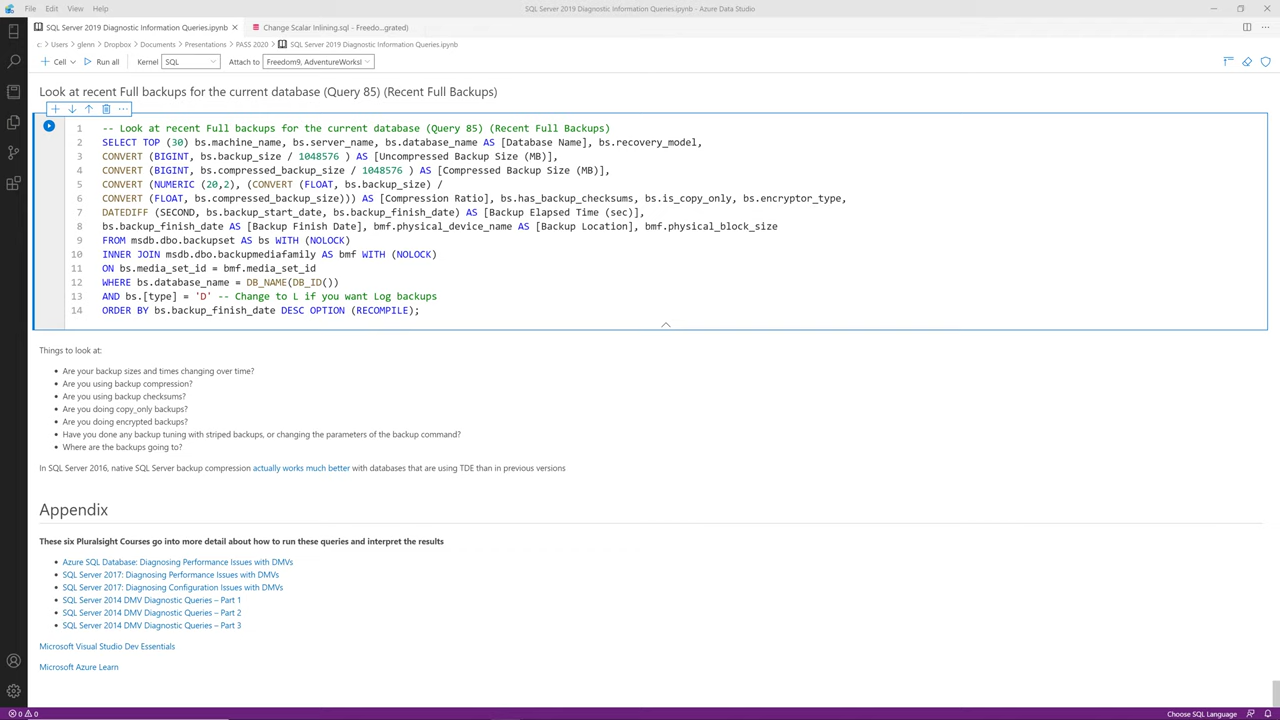 File Edit View Help
SQL Server 2019 Diagnostic Information Queries.ipynb - Azure Data Studio
SQL Server 2019 Diagnostic Information Queries.ipynb
Change Scalar Inlining.sql - Freedo...grated)
c: > Users > glenn > Dropbox > Documents > Presentations > PASS 2020 > SQL Server 2019 Diagnostic Information Queries.ipynb
Cell Run all Kernel SQL Attach to Freedom9, AdventureWorksl
Look at recent Full backups for the current database (Query 85) (Recent Full Backups)
1 -- Look at recent Full backups for the current database (Query 85) (Recent Full Backups)
2 SELECT TOP (30) bs.machine_name, bs.server_name, bs.database_name AS [Database Name], bs.recovery_model,
3 CONVERT (BIGINT, bs.backup_size / 1048576 ) AS [Uncompressed Backup Size (MB)],
4 CONVERT (BIGINT, bs.compressed_backup_size / 1048576 ) AS [Compressed Backup Size (MB)],
5 CONVERT (NUMERIC (20,2), (CONVERT (FLOAT, bs.backup_size) /
6 CONVERT (FLOAT, bs.compressed_backup_size))) AS [Compression Ratio], bs.has_backup_checksums, bs.is_copy_only, bs.encryptor_type,
7 DATEDIFF (SECOND, bs.backup_start_date, bs.backup_finish_date) AS [Backup Elapsed Time (sec)],
8 bs.backup_finish_date AS [Backup Finish Date], bmf.physical_device_name AS [Backup Location], bmf.physical_block_size
9 FROM msdb.dbo.backupset AS bs WITH (NOLOCK)
10 INNER JOIN msdb.dbo.backupmediafamily AS bmf WITH (NOLOCK)
11 ON bs.media_set_id = bmf.media_set_id
12 WHERE bs.database_name = DB_NAME(DB_ID())
13 AND bs.[type] = 'D' -- Change to L if you want Log backups
14 ORDER BY bs.backup_finish_date DESC OPTION (RECOMPILE);
Things to look at:
• Are your backup sizes and times changing over time?
• Are you using backup compression?
• Are you using backup checksums?
• Are you doing copy_only backups?
• Are you doing encrypted backups?
• Have you done any backup tuning with striped backups, or changing the parameters of the backup command?
• Where are the backups going to?
In SQL Server 2016, native SQL Server backup compression actually works much better with databases that are using TDE than in previous versions
Appendix
These six Pluralsight Courses go into more detail about how to run these queries and interpret the results
• Azure SQL Database: Diagnosing Performance Issues with DMVs
• SQL Server 2017: Diagnosing Performance Issues with DMVs
• SQL Server 2017: Diagnosing Configuration Issues with DMVs
• SQL Server 2014 DMV Diagnostic Queries – Part 1
• SQL Server 2014 DMV Diagnostic Queries – Part 2
• SQL Server 2014 DMV Diagnostic Queries – Part 3
Microsoft Visual Studio Dev Essentials
Microsoft Azure Learn
0 0
Choose SQL Language